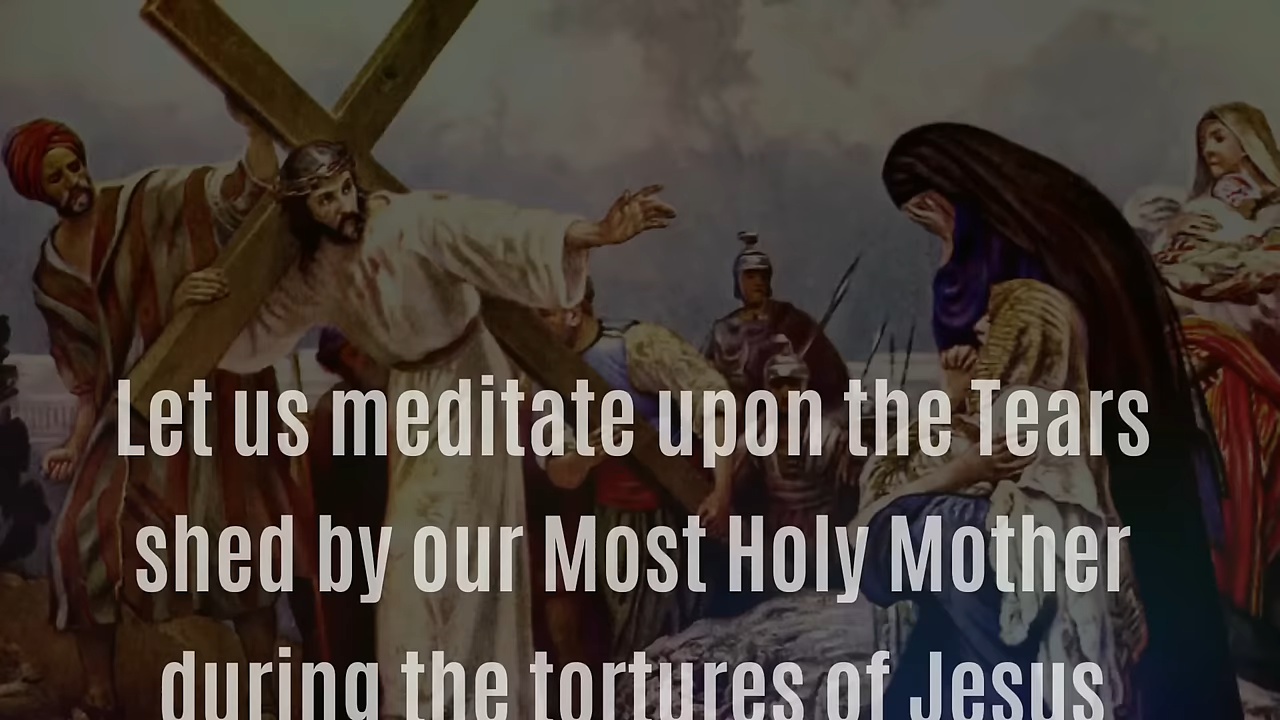 Let us meditate upon the Tears
shed by our Most Holy Mother
during the tortures of Jesus